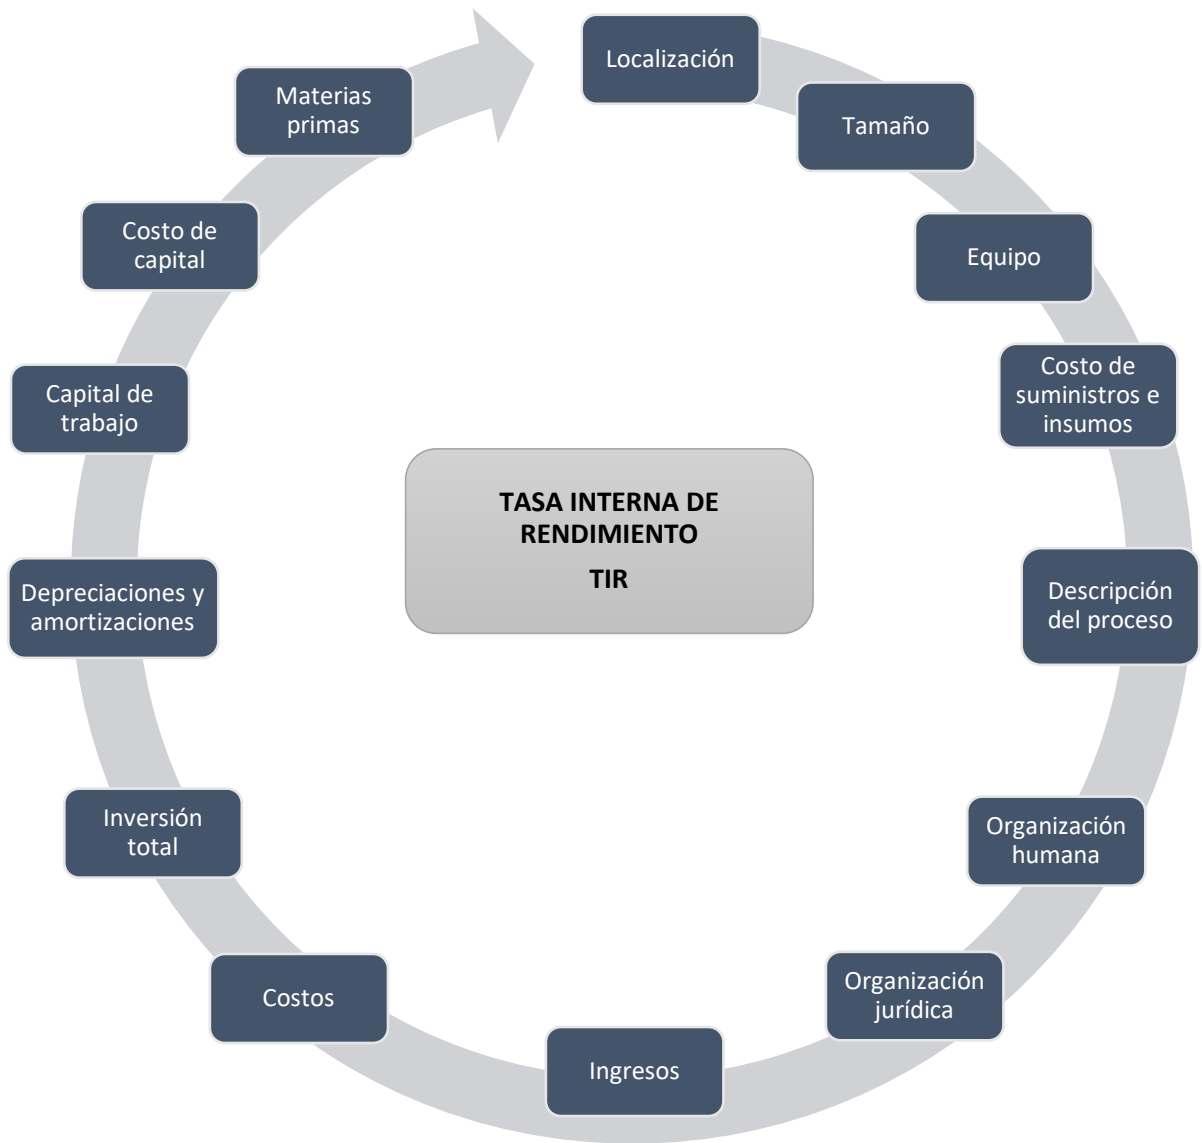 Localización
Tamaño
Equipo
Costo de
suministros e
insumos
Descripción
del proceso
Organización
humana
Organización
jurídica
Ingresos
Costos
Inversión
total
Depreciaciones y
amortizaciones
Capital de
trabajo
Costo de
capital
Materias
primas
TASA INTERNA DE
RENDIMIENTO
TIR